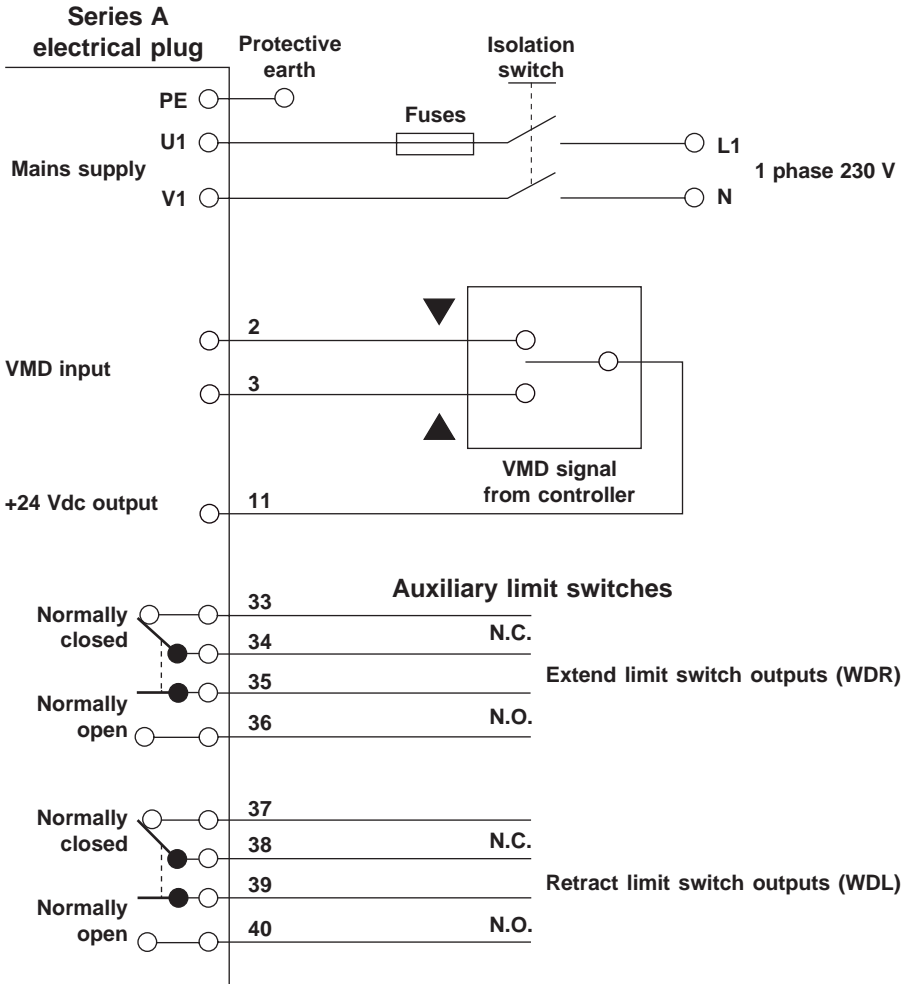 Series A
electrical plug
Protective
earth
Isolation
switch
PE
Fuses
U1
L1
Mains supply
1 phase 230 V
V1
N
2
VMD input
3
VMD signal
from controller
+24 Vdc output
11
Auxiliary limit switches
Normally
closed
33
N.C.
34
Extend limit switch outputs (WDR)
35
Normally
open
N.O.
36
Normally
closed
37
N.C.
38
Retract limit switch outputs (WDL)
39
Normally
open
N.O.
40